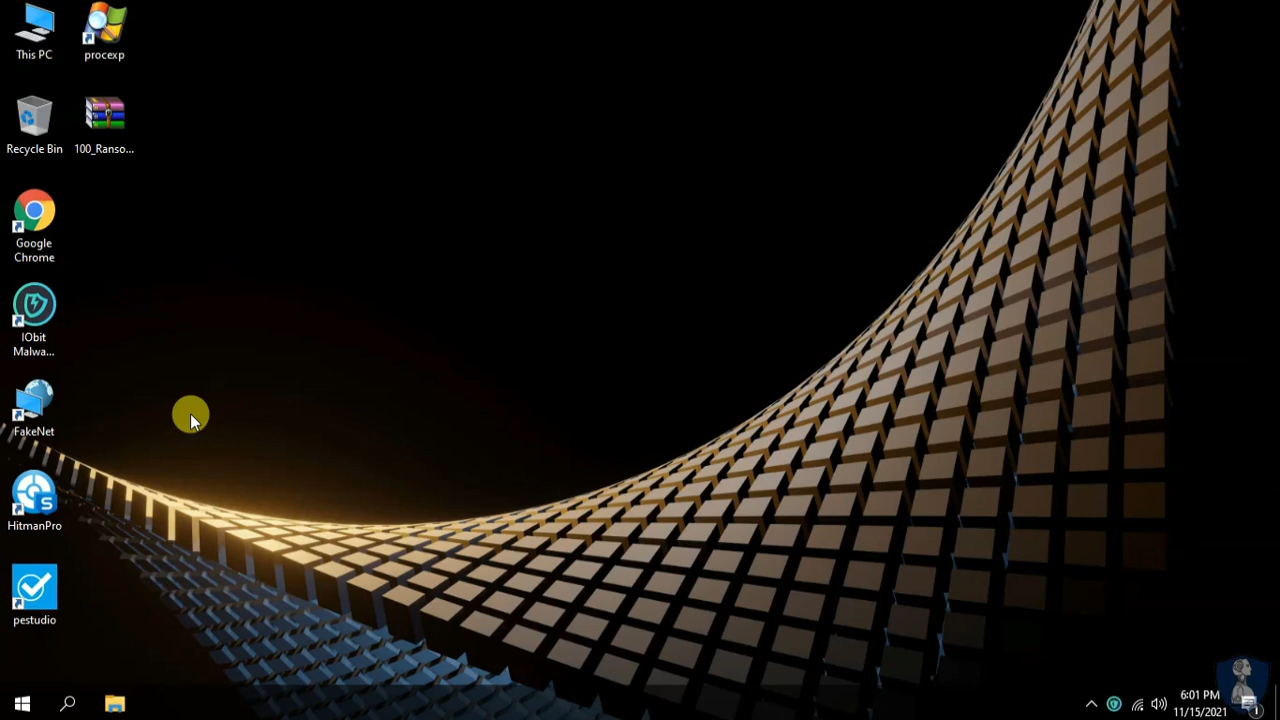 This PC
procexp
Recycle Bin
100_Ranso...
Google
Chrome
IObit
Malwa...
FakeNet
HitmanPro
S
pestudio
6:01 PM
11/15/2021
1